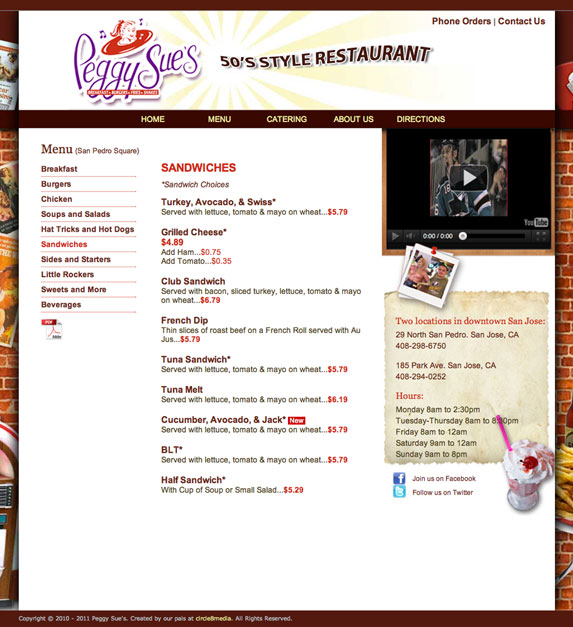 Phone Orders | Contact Us
Peggy Sue's
BREAKFAST • BURGERS • FRIES • SHAKES
50'S STYLE RESTAURANT
HOME MENU CATERING ABOUT US DIRECTIONS
Menu (San Pedro Square)
Breakfast
Burgers
Chicken
Soups and Salads
Hat Tricks and Hot Dogs
Sandwiches
Sides and Starters
Little Rockers
Sweets and More
Beverages
PDF
SANDWICHES
*Sandwich Choices
Turkey, Avocado, & Swiss*
Served with lettuce, tomato & mayo on wheat...$5.79
Grilled Cheese*
$4.89
Add Ham...$0.75
Add Tomato...$0.35
Club Sandwich
Served with bacon, sliced turkey, lettuce, tomato & mayo
on wheat...$6.79
French Dip
Thin slices of roast beef on a French Roll served with Au
Jus...$5.79
Tuna Sandwich*
Served with lettuce, tomato & mayo on wheat...$5.79
Tuna Melt
Served with lettuce, tomato & mayo on wheat...$6.19
Cucumber, Avocado, & Jack* New
Served with lettuce, tomato & mayo on wheat...$5.79
BLT*
Served with lettuce, tomato & mayo on wheat...$5.79
Half Sandwich*
With Cup of Soup or Small Salad...$5.29
YouTube
0:00 / 0:00
Two locations in downtown San Jose:
29 North San Pedro. San Jose, CA
408-298-6750
185 Park Ave. San Jose, CA
408-294-0252
Hours:
Monday 8am to 2:30pm
Tuesday-Thursday 8am to 8:30pm
Friday 8am to 12am
Saturday 9am to 12am
Sunday 9am to 8pm
Join us on Facebook
Follow us on Twitter
Copyright © 2010 - 2011 Peggy Sue's. Created by our pals at circle8media. All Rights Reserved.